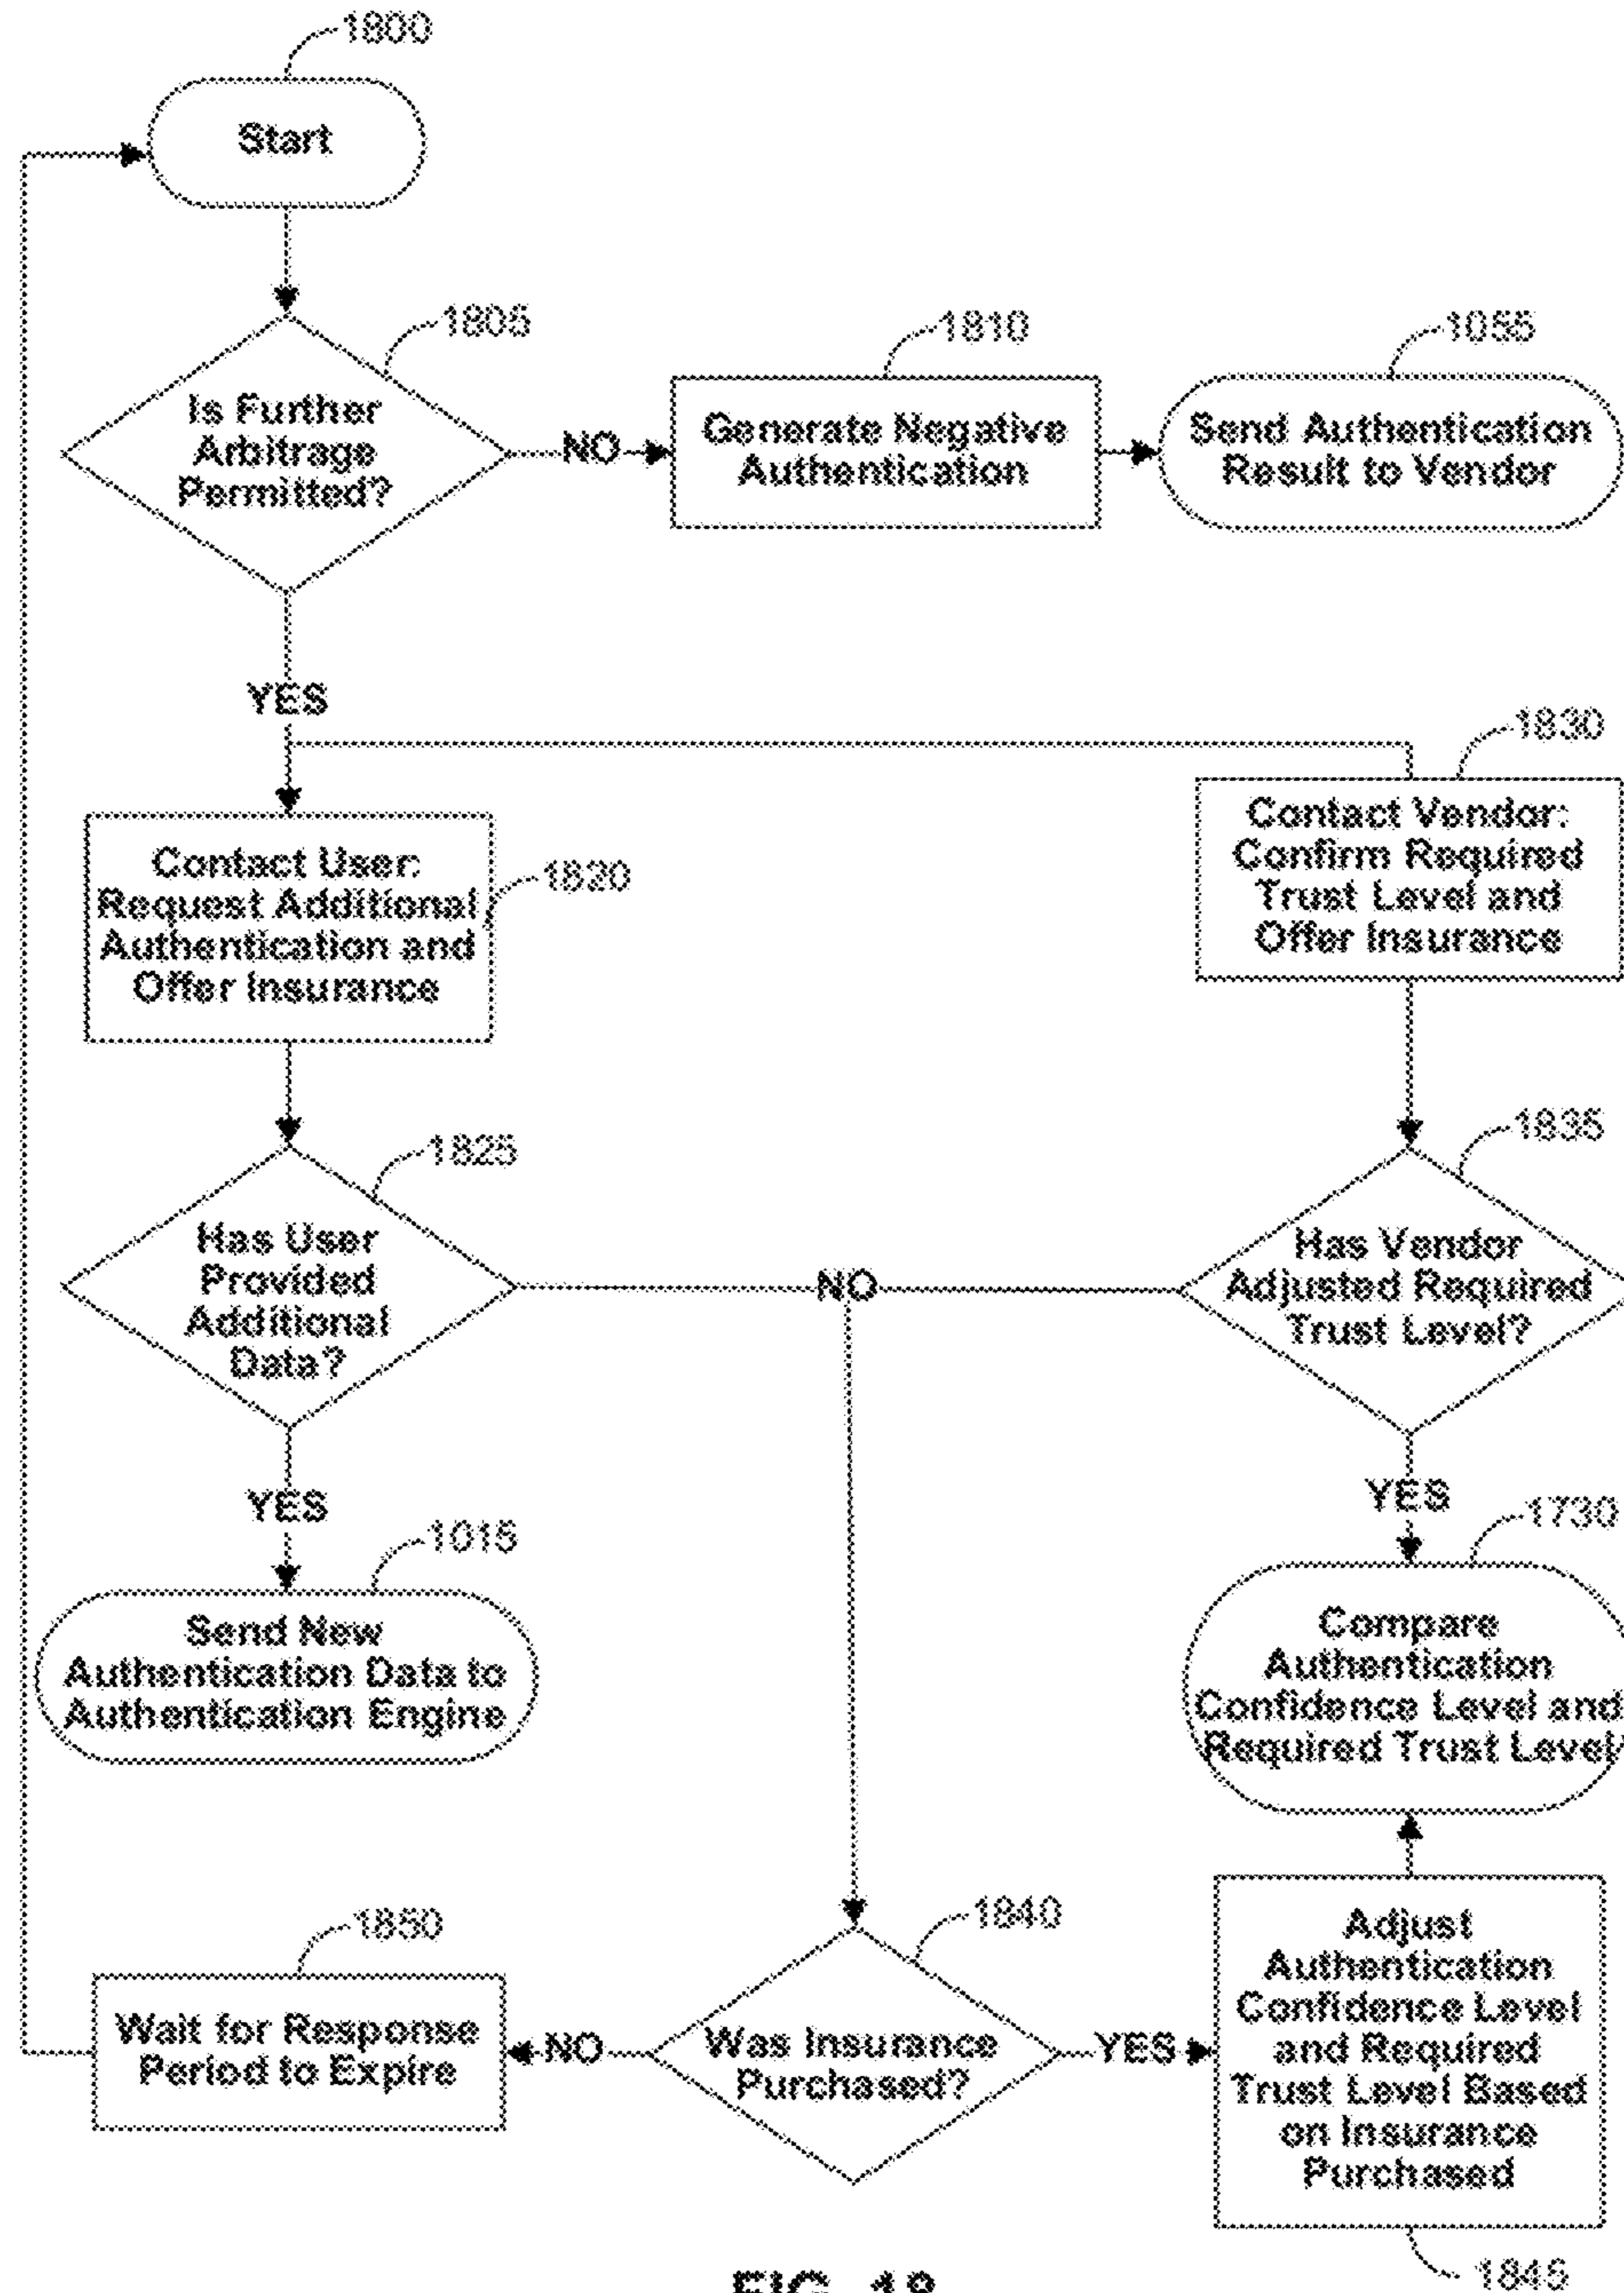 1800
Start
1805
Is Further
Arbitrage
Permitted?
NO
1810
Generate Negative
Authentication
1055
Send Authentication
Result to Vendor
YES
1820
Contact User:
Request Additional
Authentication and
Offer Insurance
1830
Contact Vendor:
Confirm Required
Trust Level and
Offer Insurance
1825
Has User
Provided
Additional
Data?
NO
1835
Has Vendor
Adjusted Required
Trust Level?
YES
1015
Send New
Authentication Data to
Authentication Engine
YES
1730
Compare
Authentication
Confidence Level and
Required Trust Level
1850
Wait for Response
Period to Expire
NO
1840
Was Insurance
Purchased?
YES
Adjust
Authentication
Confidence Level
and Required
Trust Level Based
on Insurance
Purchased
1845
FIG. 18